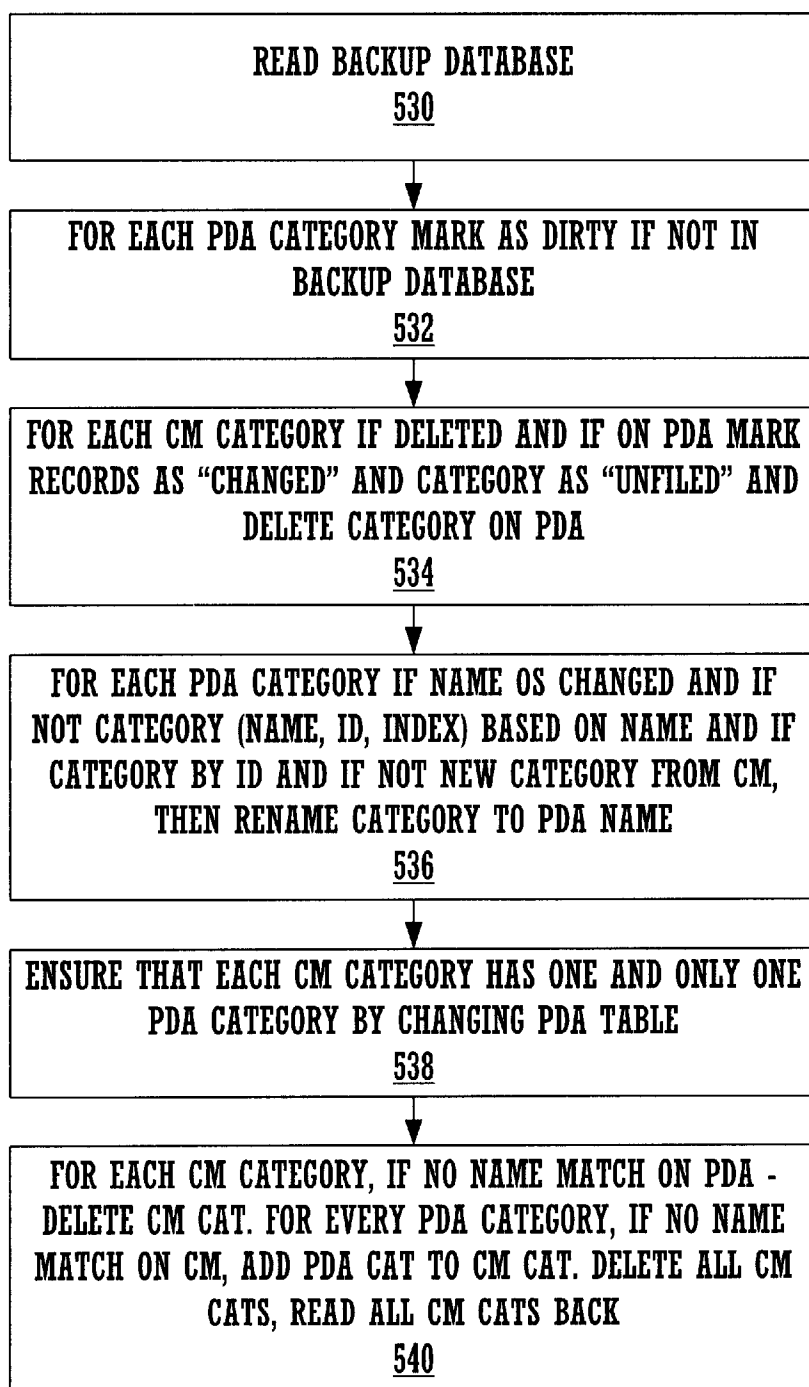 READ BACKUP DATABASE
530
FOR EACH PDA CATEGORY MARK AS DIRTY IF NOT IN
BACKUP DATABASE
532
FOR EACH CM CATEGORY IF DELETED AND IF ON PDA MARK
RECORDS AS “CHANGED” AND CATEGORY AS “UNFILED” AND
DELETE CATEGORY ON PDA
534
FOR EACH PDA CATEGORY IF NAME OS CHANGED AND IF
NOT CATEGORY (NAME, ID, INDEX) BASED ON NAME AND IF
CATEGORY BY ID AND IF NOT NEW CATEGORY FROM CM,
THEN RENAME CATEGORY TO PDA NAME
536
ENSURE THAT EACH CM CATEGORY HAS ONE AND ONLY ONE
PDA CATEGORY BY CHANGING PDA TABLE
538
FOR EACH CM CATEGORY, IF NO NAME MATCH ON PDA -
DELETE CM CAT. FOR EVERY PDA CATEGORY, IF NO NAME
MATCH ON CM, ADD PDA CAT TO CM CAT. DELETE ALL CM
CATS, READ ALL CM CATS BACK
540